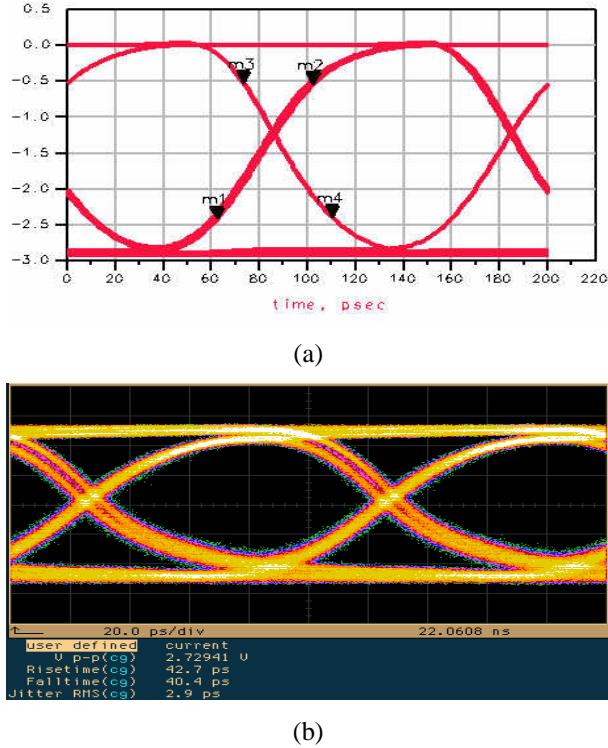 0.5
0.0
-0.5
-1.0
-1.5
-2.0
-2.5
-3.0
m3
m2
m1
m4
0 20 40 60 80 100 120 140 160 180 200 220
time, psec
(a)
20.0 ps/div 22.0608 ns
user defined current
V p-p(cg) 2.72941 V
Risetime(cg) 42.7 ps
Falltime(cg) 40.4 ps
Jitter RMS(cg) 2.9 ps
(b)